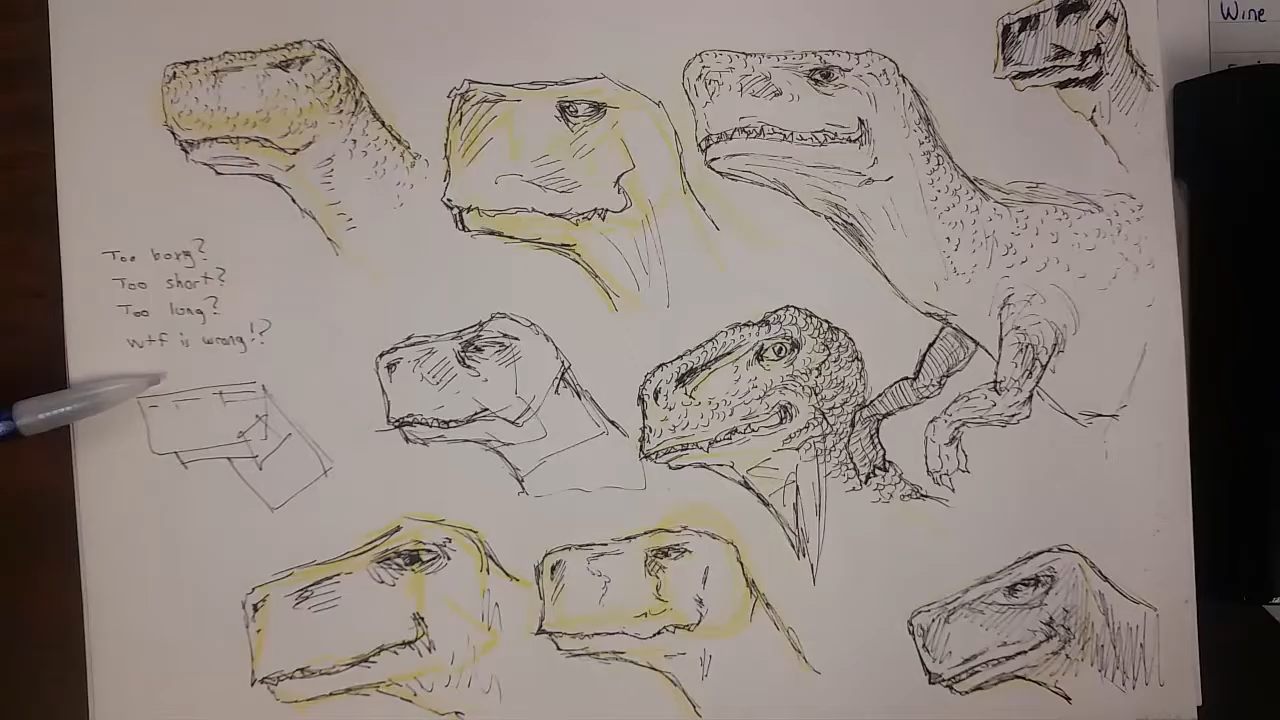 Too boxy?
Too short?
Too long?
wtf is wrong!?
Wine